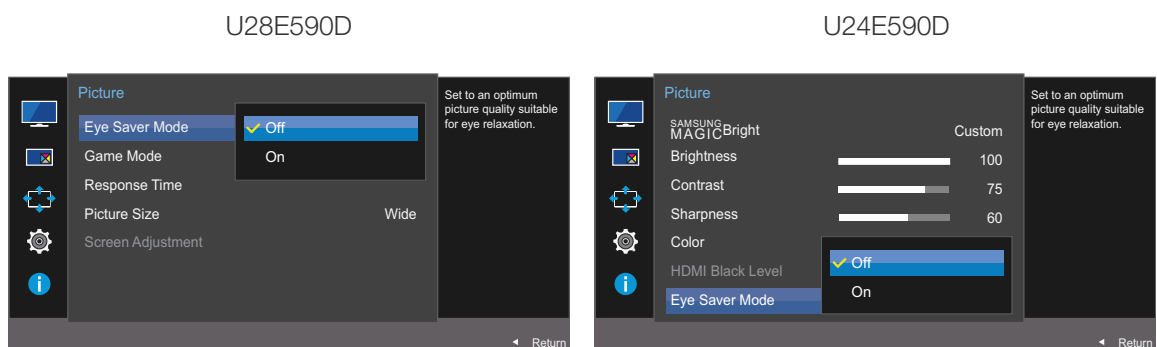 U28E590D
Picture
Eye Saver Mode
Off
Game Mode
On
Response Time
Picture Size Wide
Screen Adjustment
Set to an optimum
picture quality suitable
for eye relaxation.
Return
U24E590D
Picture
SAMSUNG
MAGICBright Custom
Brightness 100
Contrast 75
Sharpness 60
Color
HDMI Black Level
Off
Eye Saver Mode
On
Set to an optimum
picture quality suitable
for eye relaxation.
Return